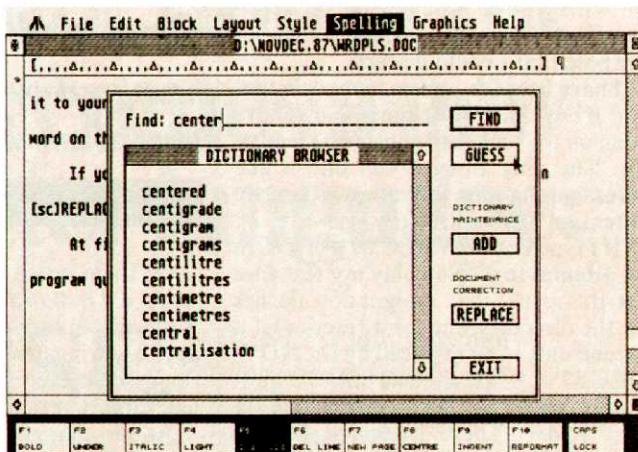 File Edit Block Layout Style Spelling Graphics Help
D:\NOVDEC.87\WRDPLS.DOC
it to your
Find: center
FIND
word on th
DICTIONARY BROWSER
GUESS
If yo
n
centered
centigrade
DICTIONARY
MAINTENANCE
[sc]REPLAC
centigram
centigrams
ADD
At fi
centilitre
centilitres
DOCUMENT
CORRECTION
program qu
centimetre
centimetres
REPLACE
central
centralisation
EXIT
F1 F2 F3 F4 F5 F6 F7 F8 F9 F10 CAPS
BOLD UNDER ITALIC LIGHT DEL LINE NEW PAGE CENTRE INDENT REFORMAT LOCK